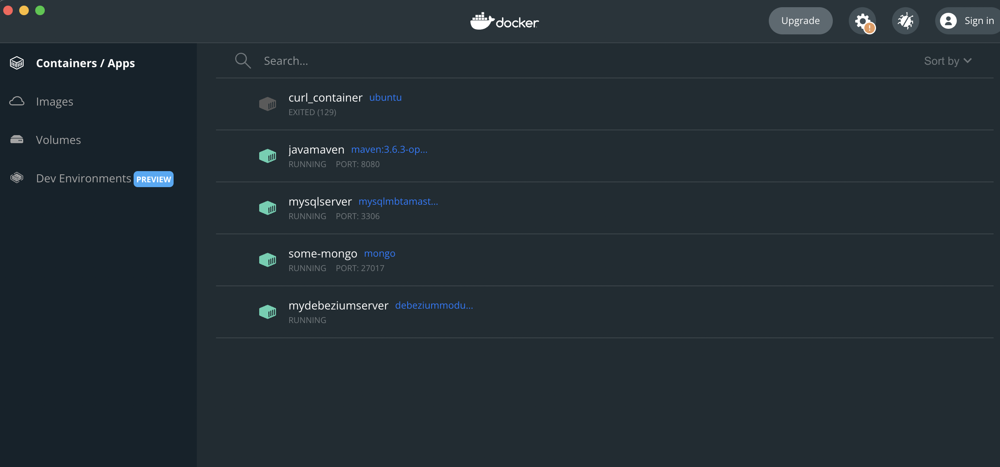 docker
Upgrade
!
Sign in
Containers / Apps
Images
Volumes
Dev Environments PREVIEW
Search...
Sort by
curl_container ubuntu
EXITED (129)
javamaven maven:3.6.3-op...
RUNNING PORT: 8080
mysqlserver mysqlmbtamast...
RUNNING PORT: 3306
some-mongo mongo
RUNNING PORT: 27017
mydebeziumserver debeziummodu...
RUNNING